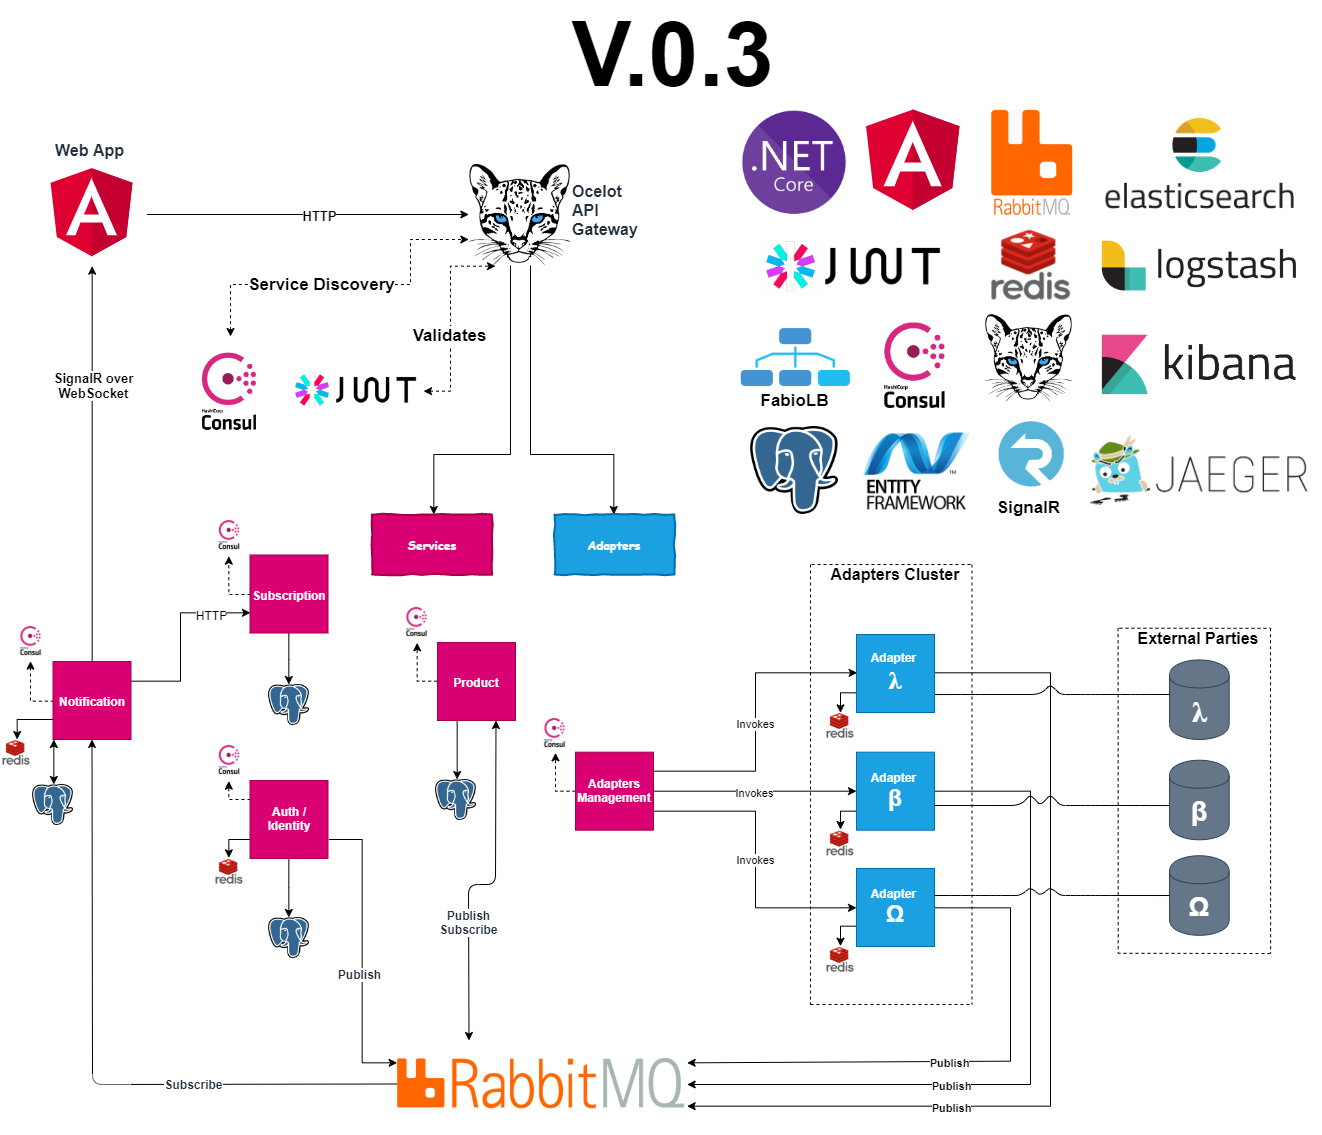 V.0.3
Web App
HTTP
Ocelot
API
Gateway
Service Discovery
Validates
HashiCorp
Consul
JWT
SignalR over
WebSocket
.NET
Core
RabbitMQ
elasticsearch
JWT
redis
logstash
FabioLB
HashiCorp
Consul
kibana
ENTITY
FRAMEWORK
TM
SignalR
JAEGER
Services
Adapters
Consul
Subscription
HTTP
Consul
Notification
redis
Consul
Auth /
Identity
redis
Publish
Consul
Product
Publish
Subscribe
Consul
Adapters
Management
Invokes
Invokes
Invokes
Adapters Cluster
Adapter
λ
redis
Adapter
β
redis
Adapter
Ω
redis
External Parties
λ
β
Ω
Subscribe
RabbitMQ
Publish
Publish
Publish